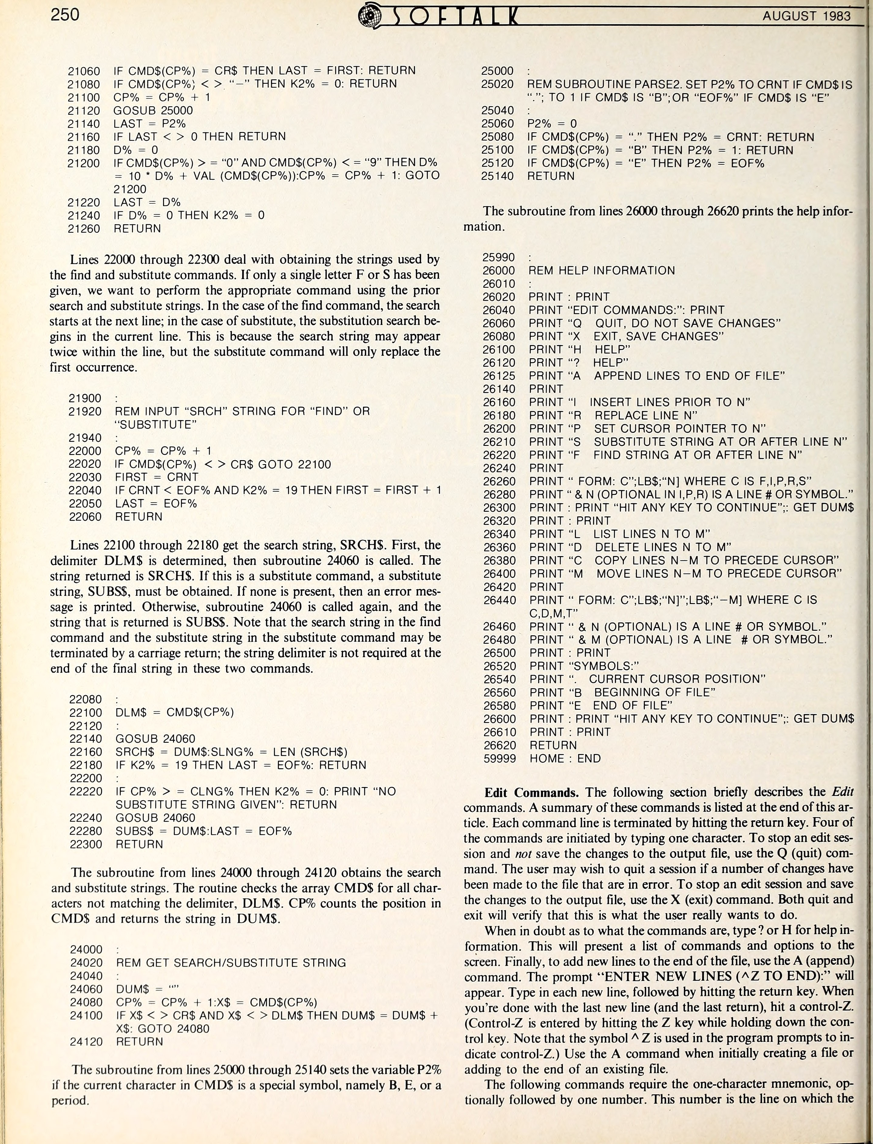 250
SOFTALK
AUGUST 1983
21060 IF CMD$(CP%) = CR$ THEN LAST = FIRST: RETURN
21080 IF CMD$(CP%) < > "–" THEN K2% = 0: RETURN
21100 CP% = CP% + 1
21120 GOSUB 25000
21140 LAST = P2%
21160 IF LAST < > 0 THEN RETURN
21180 D% = 0
21200 IF CMD$(CP%) > = "0" AND CMD$(CP%) < = "9" THEN D%
= 10 * D% + VAL (CMD$(CP%)):CP% = CP% + 1: GOTO
21200
21220 LAST = D%
21240 IF D% = 0 THEN K2% = 0
21260 RETURN
Lines 22000 through 22300 deal with obtaining the strings used by
the find and substitute commands. If only a single letter F or S has been
given, we want to perform the appropriate command using the prior
search and substitute strings. In the case of the find command, the search
starts at the next line; in the case of substitute, the substitution search be-
gins in the current line. This is because the search string may appear
twice within the line, but the substitute command will only replace the
first occurrence.
21900 :
21920 REM INPUT "SRCH" STRING FOR "FIND" OR
"SUBSTITUTE"
21940 :
22000 CP% = CP% + 1
22020 IF CMD$(CP%) < > CR$ GOTO 22100
22030 FIRST = CRNT
22040 IF CRNT < EOF% AND K2% = 19 THEN FIRST = FIRST + 1
22050 LAST = EOF%
22060 RETURN
Lines 22100 through 22180 get the search string, SRCH$. First, the
delimiter DLM$ is determined, then subroutine 24060 is called. The
string returned is SRCH$. If this is a substitute command, a substitute
string, SUBS$, must be obtained. If none is present, then an error mes-
sage is printed. Otherwise, subroutine 24060 is called again, and the
string that is returned is SUBS$. Note that the search string in the find
command and the substitute string in the substitute command may be
terminated by a carriage return; the string delimiter is not required at the
end of the final string in these two commands.
22080 :
22100 DLM$ = CMD$(CP%)
22120 :
22140 GOSUB 24060
22160 SRCH$ = DUM$:SLNG% = LEN (SRCH$)
22180 IF K2% = 19 THEN LAST = EOF%: RETURN
22200 :
22220 IF CP% > = CLNG% THEN K2% = 0: PRINT "NO
SUBSTITUTE STRING GIVEN": RETURN
22240 GOSUB 24060
22280 SUBS$ = DUM$:LAST = EOF%
22300 RETURN
The subroutine from lines 24000 through 24120 obtains the search
and substitute strings. The routine checks the array CMD$ for all char-
acters not matching the delimiter, DLM$. CP% counts the position in
CMD$ and returns the string in DUM$.
24000 :
24020 REM GET SEARCH/SUBSTITUTE STRING
24040 :
24060 DUM$ = ""
24080 CP% = CP% + 1:X$ = CMD$(CP%)
24100 IF X$ < > CR$ AND X$ < > DLM$ THEN DUM$ = DUM$ +
X$: GOTO 24080
24120 RETURN
The subroutine from lines 25000 through 25140 sets the variable P2%
if the current character in CMD$ is a special symbol, namely B, E, or a
period.
25000 :
25020 REM SUBROUTINE PARSE2. SET P2% TO CRNT IF CMD$ IS
"."; TO 1 IF CMD$ IS "B"; OR "EOF%" IF CMD$ IS "E"
25040 :
25060 P2% = 0
25080 IF CMD$(CP%) = "." THEN P2% = CRNT: RETURN
25100 IF CMD$(CP%) = "B" THEN P2% = 1: RETURN
25120 IF CMD$(CP%) = "E" THEN P2% = EOF%
25140 RETURN
The subroutine from lines 26000 through 26620 prints the help infor-
mation.
25990 :
26000 REM HELP INFORMATION
26010 :
26020 PRINT : PRINT
26040 PRINT "EDIT COMMANDS:": PRINT
26060 PRINT "Q QUIT, DO NOT SAVE CHANGES"
26080 PRINT "X EXIT, SAVE CHANGES"
26100 PRINT "H HELP"
26120 PRINT "? HELP"
26125 PRINT "A APPEND LINES TO END OF FILE"
26140 PRINT
26160 PRINT "I INSERT LINES PRIOR TO N"
26180 PRINT "R REPLACE LINE N"
26200 PRINT "P SET CURSOR POINTER TO N"
26210 PRINT "S SUBSTITUTE STRING AT OR AFTER LINE N"
26220 PRINT "F FIND STRING AT OR AFTER LINE N"
26240 PRINT
26260 PRINT " FORM: C";LB$;"N] WHERE C IS F,I,P,R,S"
26280 PRINT " & N (OPTIONAL IN I,P,R) IS A LINE # OR SYMBOL."
26300 PRINT : PRINT "HIT ANY KEY TO CONTINUE";: GET DUM$
26320 PRINT : PRINT
26340 PRINT "L LIST LINES N TO M"
26360 PRINT "D DELETE LINES N TO M"
26380 PRINT "C COPY LINES N–M TO PRECEDE CURSOR"
26400 PRINT "M MOVE LINES N–M TO PRECEDE CURSOR"
26420 PRINT
26440 PRINT " FORM: C";LB$;"N]";LB$;"–M] WHERE C IS
C,D,M,T"
26460 PRINT " & N (OPTIONAL) IS A LINE # OR SYMBOL."
26480 PRINT " & M (OPTIONAL) IS A LINE # OR SYMBOL."
26500 PRINT : PRINT
26520 PRINT "SYMBOLS:"
26540 PRINT ". CURRENT CURSOR POSITION"
26560 PRINT "B BEGINNING OF FILE"
26580 PRINT "E END OF FILE"
26600 PRINT : PRINT "HIT ANY KEY TO CONTINUE";: GET DUM$
26610 PRINT : PRINT
26620 RETURN
59999 HOME : END
Edit Commands. The following section briefly describes the Edit
commands. A summary of these commands is listed at the end of this ar-
ticle. Each command line is terminated by hitting the return key. Four of
the commands are initiated by typing one character. To stop an edit ses-
sion and not save the changes to the output file, use the Q (quit) com-
mand. The user may wish to quit a session if a number of changes have
been made to the file that are in error. To stop an edit session and save
the changes to the output file, use the X (exit) command. Both quit and
exit will verify that this is what the user really wants to do.
When in doubt as to what the commands are, type ? or H for help in-
formation. This will present a list of commands and options to the
screen. Finally, to add new lines to the end of the file, use the A (append)
command. The prompt "ENTER NEW LINES (^Z TO END):" will
appear. Type in each new line, followed by hitting the return key. When
you're done with the last new line (and the last return), hit a control-Z.
(Control-Z is entered by hitting the Z key while holding down the con-
trol key. Note that the symbol ^ Z is used in the program prompts to in-
dicate control-Z.) Use the A command when initially creating a file or
adding to the end of an existing file.
The following commands require the one-character mnemonic, op-
tionally followed by one number. This number is the line on which the